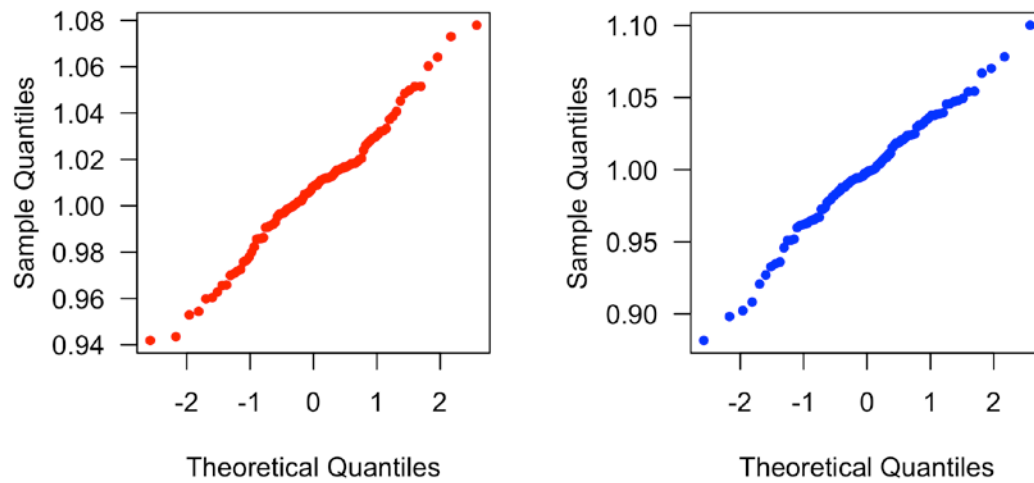 Sample Quantiles
1.08
1.06
1.04
1.02
1.00
0.98
0.96
0.94
-2 -1 0 1 2
Theoretical Quantiles
Sample Quantiles
1.10
1.05
1.00
0.95
0.90
-2 -1 0 1 2
Theoretical Quantiles